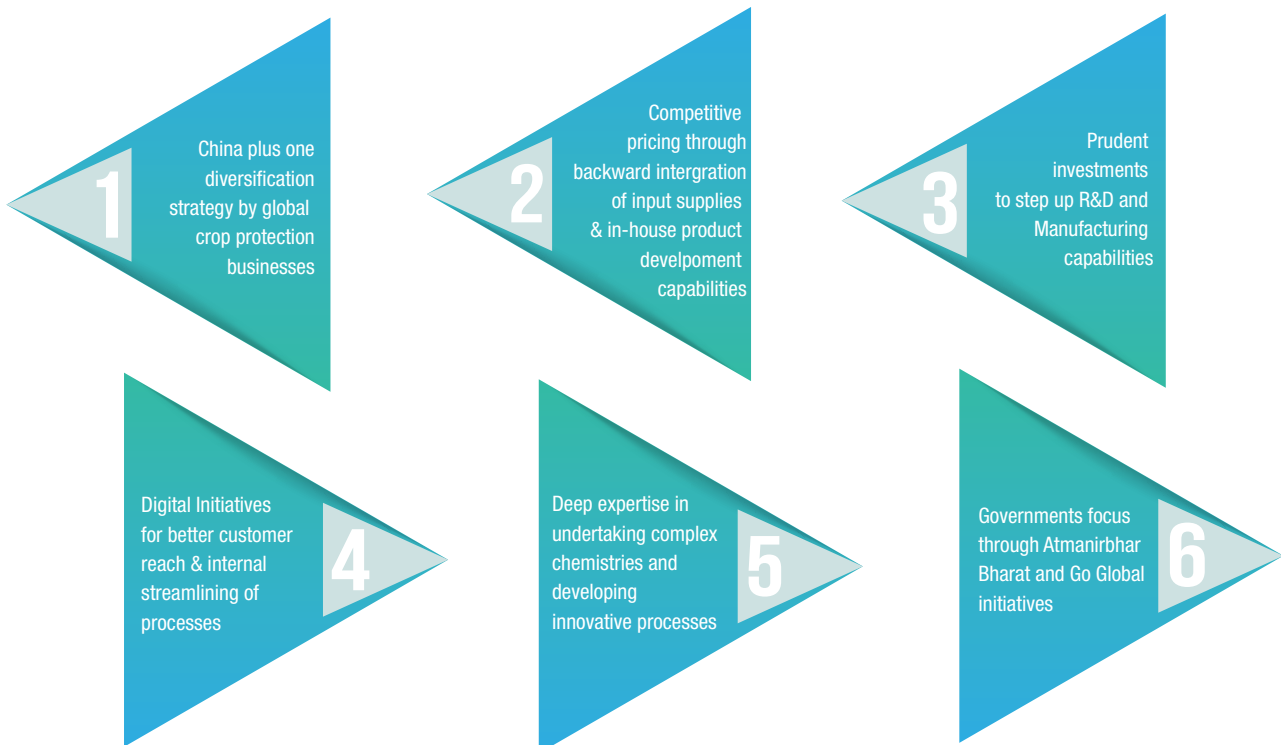 1
China plus one
diversification
strategy by global
crop protection
businesses
2
Competitive
pricing through
backward intergration
of input supplies
& in-house product
develpoment
capabilities
3
Prudent
investments
to step up R&D and
Manufacturing
capabilities
4
Digital Initiatives
for better customer
reach & internal
streamlining of
processes
5
Deep expertise in
undertaking complex
chemistries and
developing
innovative processes
6
Governments focus
through Atmanirbhar
Bharat and Go Global
initiatives